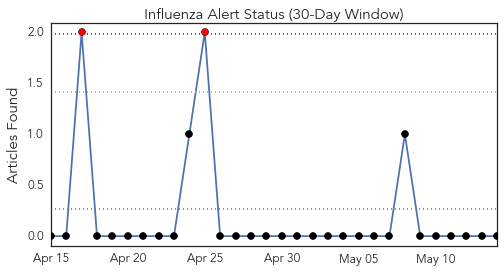 Influenza Alert Status (30-Day Window)
Articles Found
2.0
1.5
1.0
0.5
0.0
Apr 15 Apr 20 Apr 25 Apr 30 May 05 May 10